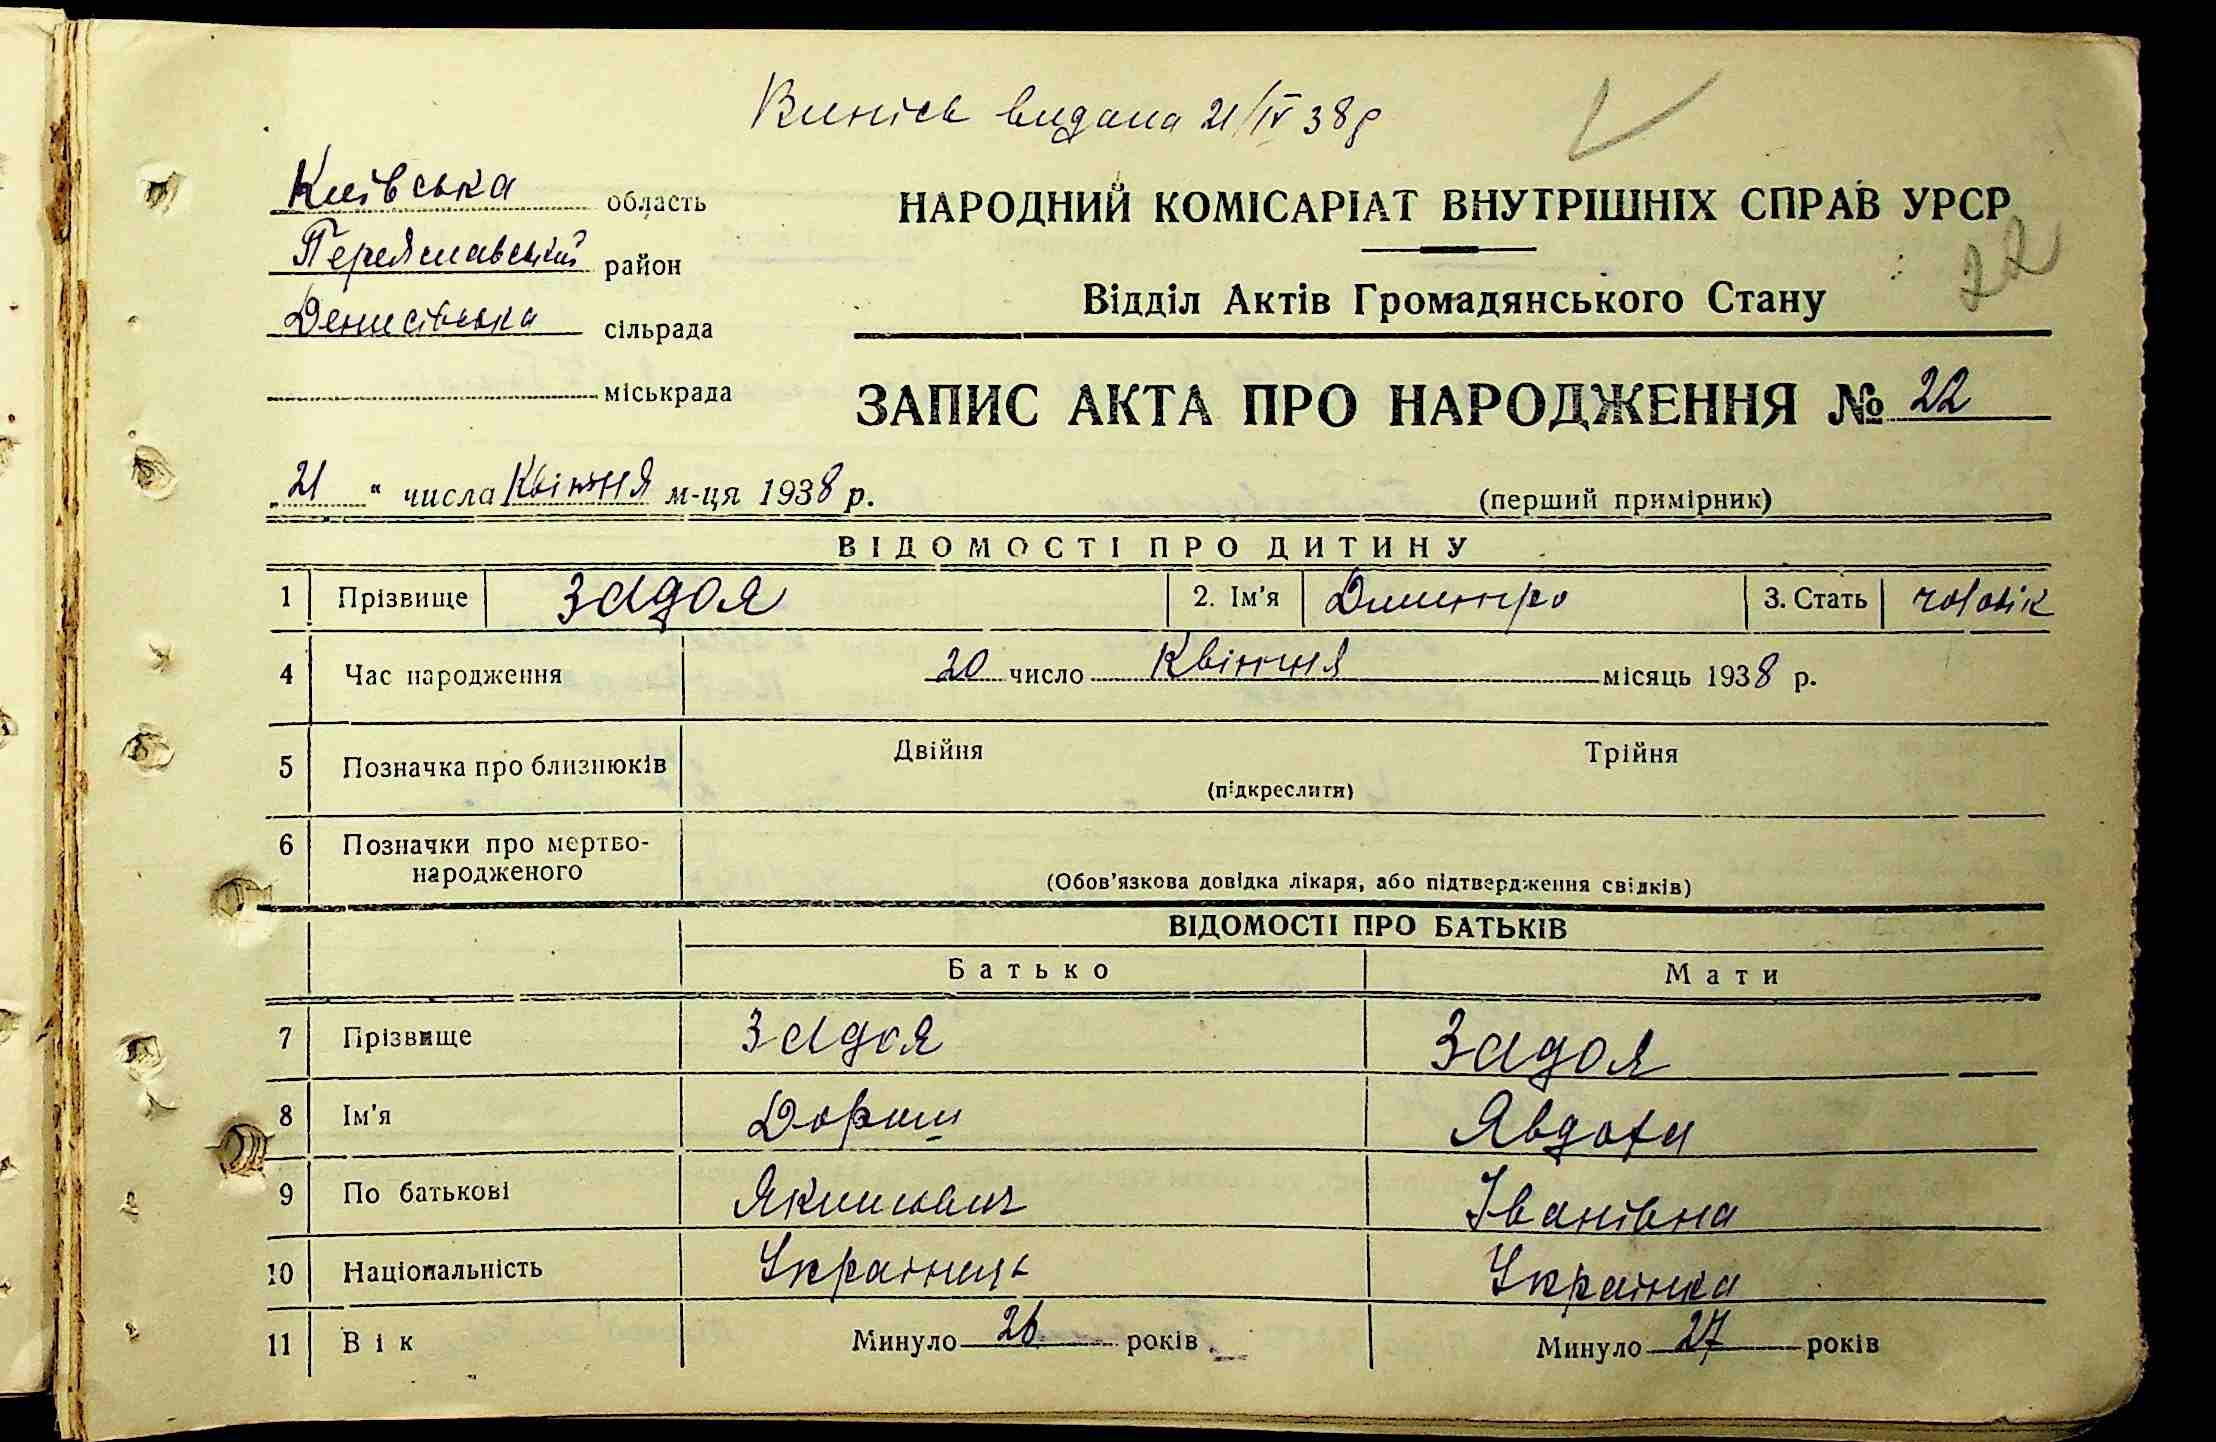 Випісь видана 21/IV 38р
Київська область
Переяславський район
Денисівська сільрада
міськрада
НАРОДНИЙ КОМІСАРІАТ ВНУТРІШНІХ СПРАВ УРСР
22
Відділ Актів Громадянського Стану
ЗАПИС АКТА ПРО НАРОДЖЕННЯ № 22
„21“ числа Квітня м-ця 1938 р.
(перший примірник)
ВІДОМОСТІ ПРО ДИТИНУ
1 Прізвище Задоя 2. Ім'я Дмитро 3. Стать чоловік
4 Час народження 20 число Квітня місяць 1938 р.
5 Позначка про близнюків Двійня Трійня
(підкреслити)
6 Позначки про мертво-
народженого
(Обов'язкова довідка лікаря, або підтвердження свідків)
ВІДОМОСТІ ПРО БАТЬКІВ
Батько Мати
7 Прізвище Задоя Задоя
8 Ім'я Дорош Явдоха
9 По батькові Якимович Іванівна
10 Національність Українець Українка
11 Вік Минуло 26 років Минуло 27 років